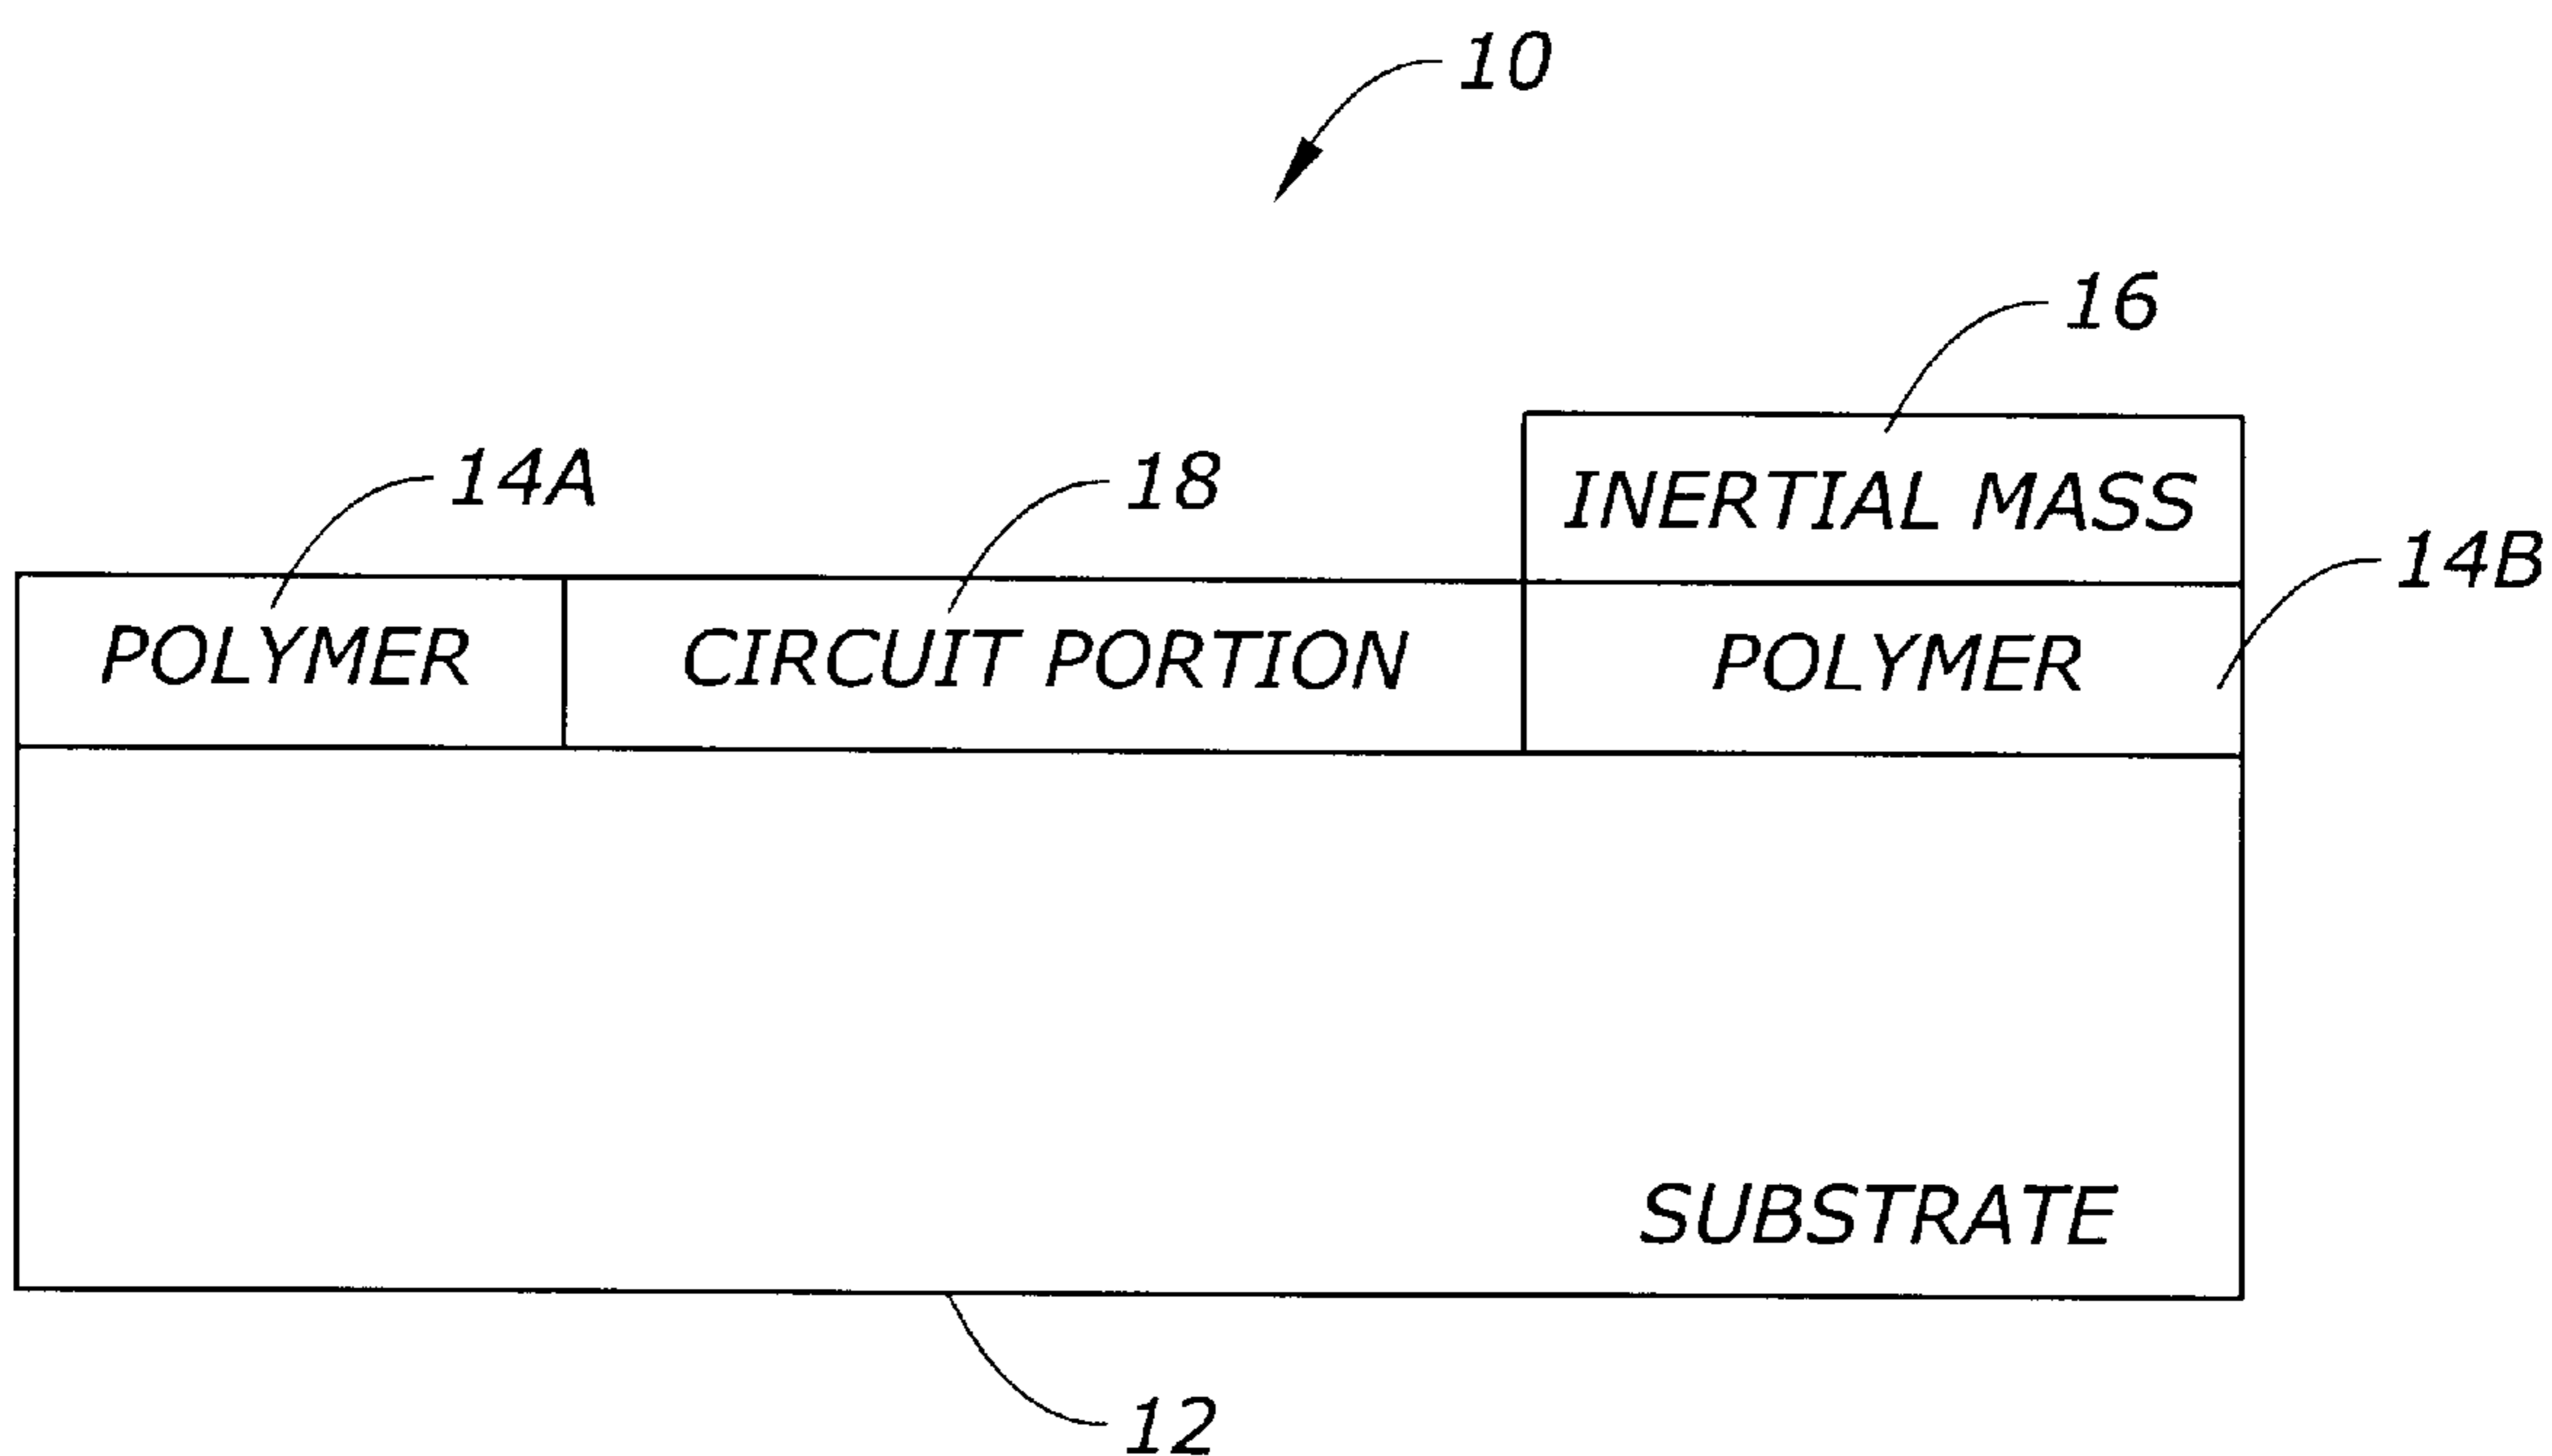 10
16
INERTIAL MASS
14A
18
14B
POLYMER
CIRCUIT PORTION
POLYMER
SUBSTRATE
12